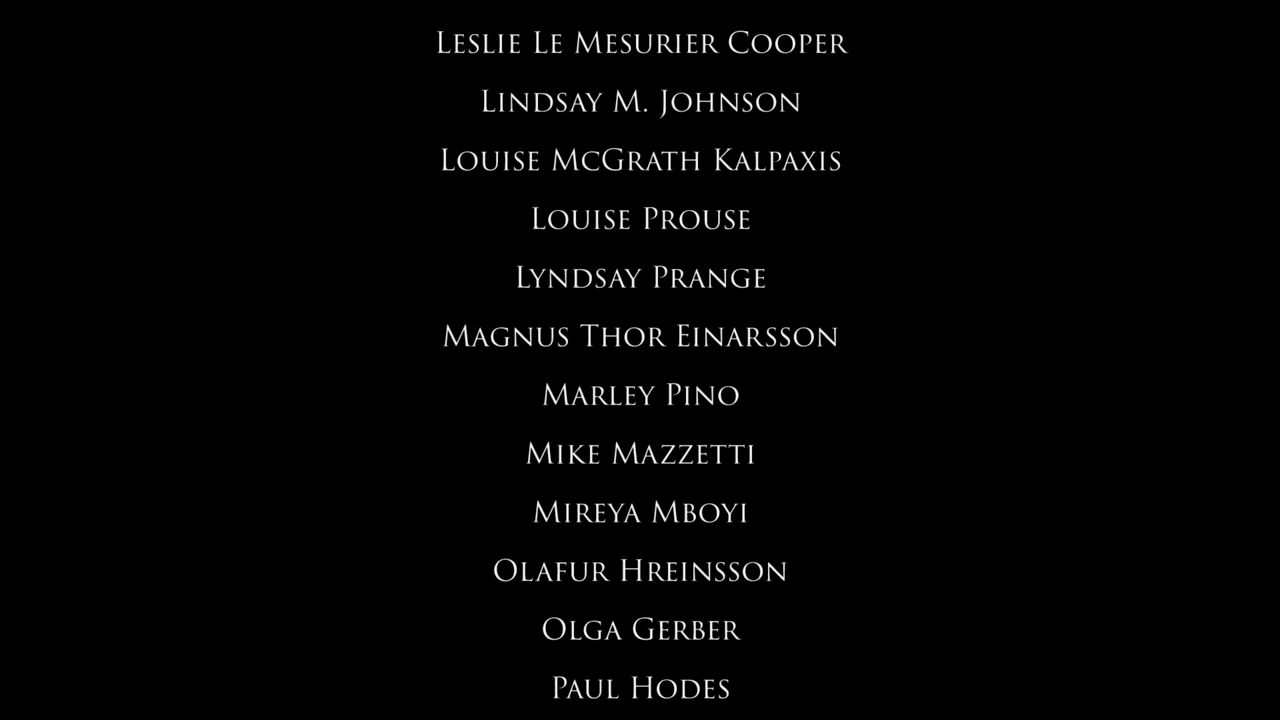 Leslie Le Mesurier Cooper
Lindsay M. Johnson
Louise McGrath Kalpaxis
Louise Prouse
Lyndsay Prange
Magnus Thor Einarsson
Marley Pino
Mike Mazzetti
Mireya Mboyi
Olafur Hreinsson
Olga Gerber
Paul Hodes